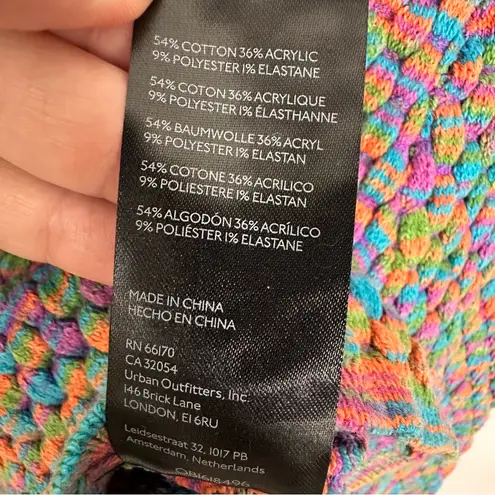 54% COTTON 36% ACRYLIC
9% POLYESTER 1% ELASTANE
54% COTON 36% ACRYLIQUE
9% POLYESTER 1% ÉLASTHANNE
54% BAUMWOLLE 36% ACRYL
9% POLYESTER 1% ELASTAN
54% COTONE 36% ACRILICO
9% POLIESTERE 1% ELASTAN
54% ALGODÓN 36% ACRÍLICO
9% POLIÉSTER 1% ELASTANE
MADE IN CHINA
HECHO EN CHINA
RN 66170
CA 32054
Urban Outfitters, Inc.
146 Brick Lane
LONDON, E1 6RU
Leidsestraat 32, 1017 PB
Amsterdam, Netherlands